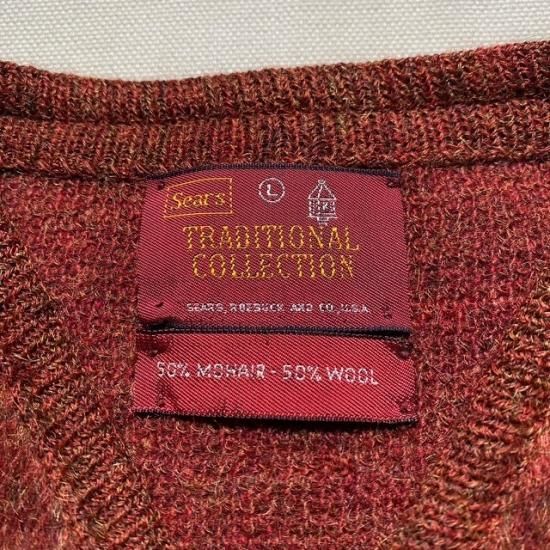 Sears L
TRADITIONAL
COLLECTION
SEARS, ROEBUCK AND CO., U.S.A.
50% MOHAIR - 50% WOOL